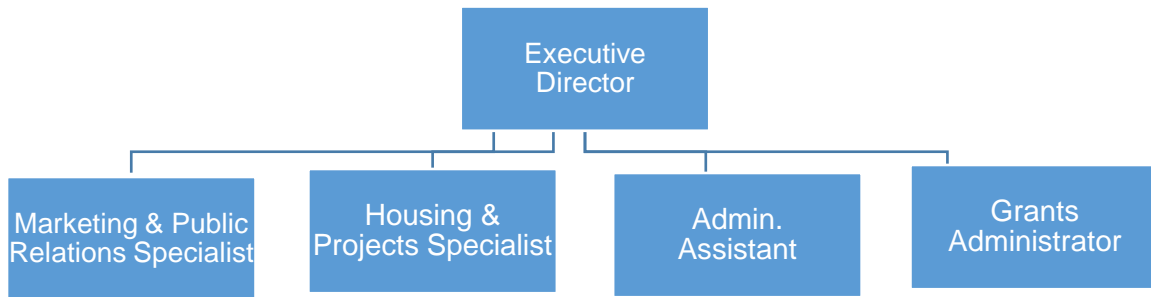 Executive
Director
Marketing & Public
Relations Specialist
Housing &
Projects Specialist
Admin.
Assistant
Grants
Administrator